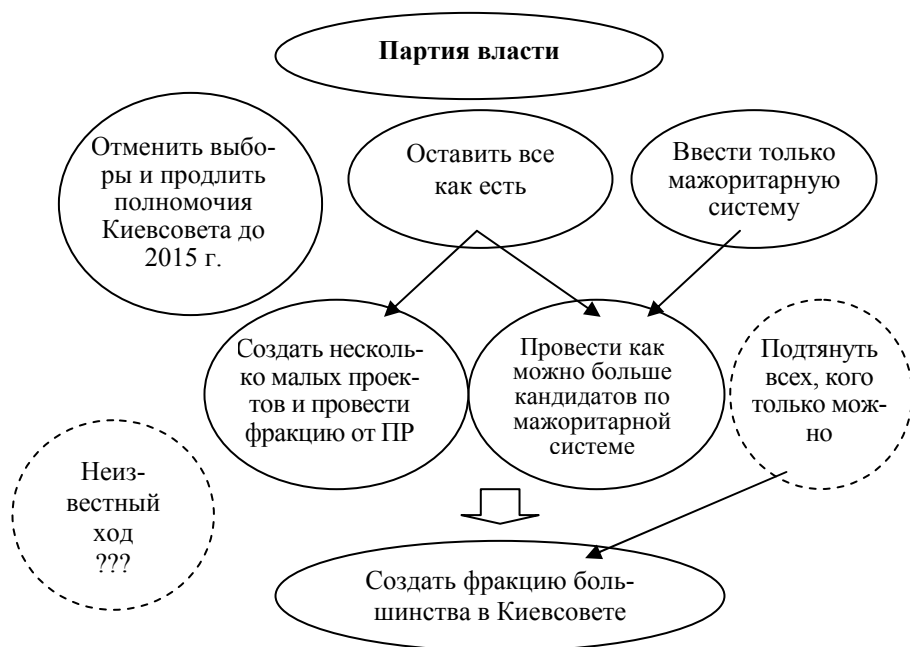 Партия власти
Отменить выбо-
ры и продлить
полномочия
Киевсовета до
2015 г.
Оставить все
как есть
Ввести только
мажоритарную
систему
Создать несколь-
ко малых проек-
тов и провести
фракцию от ПР
Провести как
можно больше
кандидатов по
мажоритарной
системе
Подтянуть
всех, кого
только мож-
но
Неиз-
вестный
ход
???
Создать фракцию боль-
шинства в Киевсовете